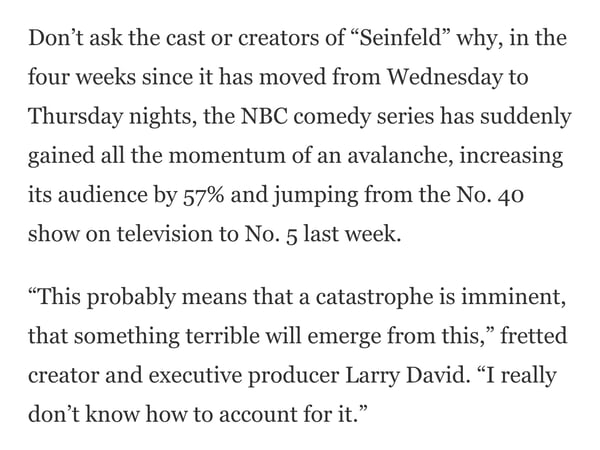 Don’t ask the cast or creators of “Seinfeld” why, in the
four weeks since it has moved from Wednesday to
Thursday nights, the NBC comedy series has suddenly
gained all the momentum of an avalanche, increasing
its audience by 57% and jumping from the No. 40
show on television to No. 5 last week.
“This probably means that a catastrophe is imminent,
that something terrible will emerge from this,” fretted
creator and executive producer Larry David. “I really
don’t know how to account for it.”